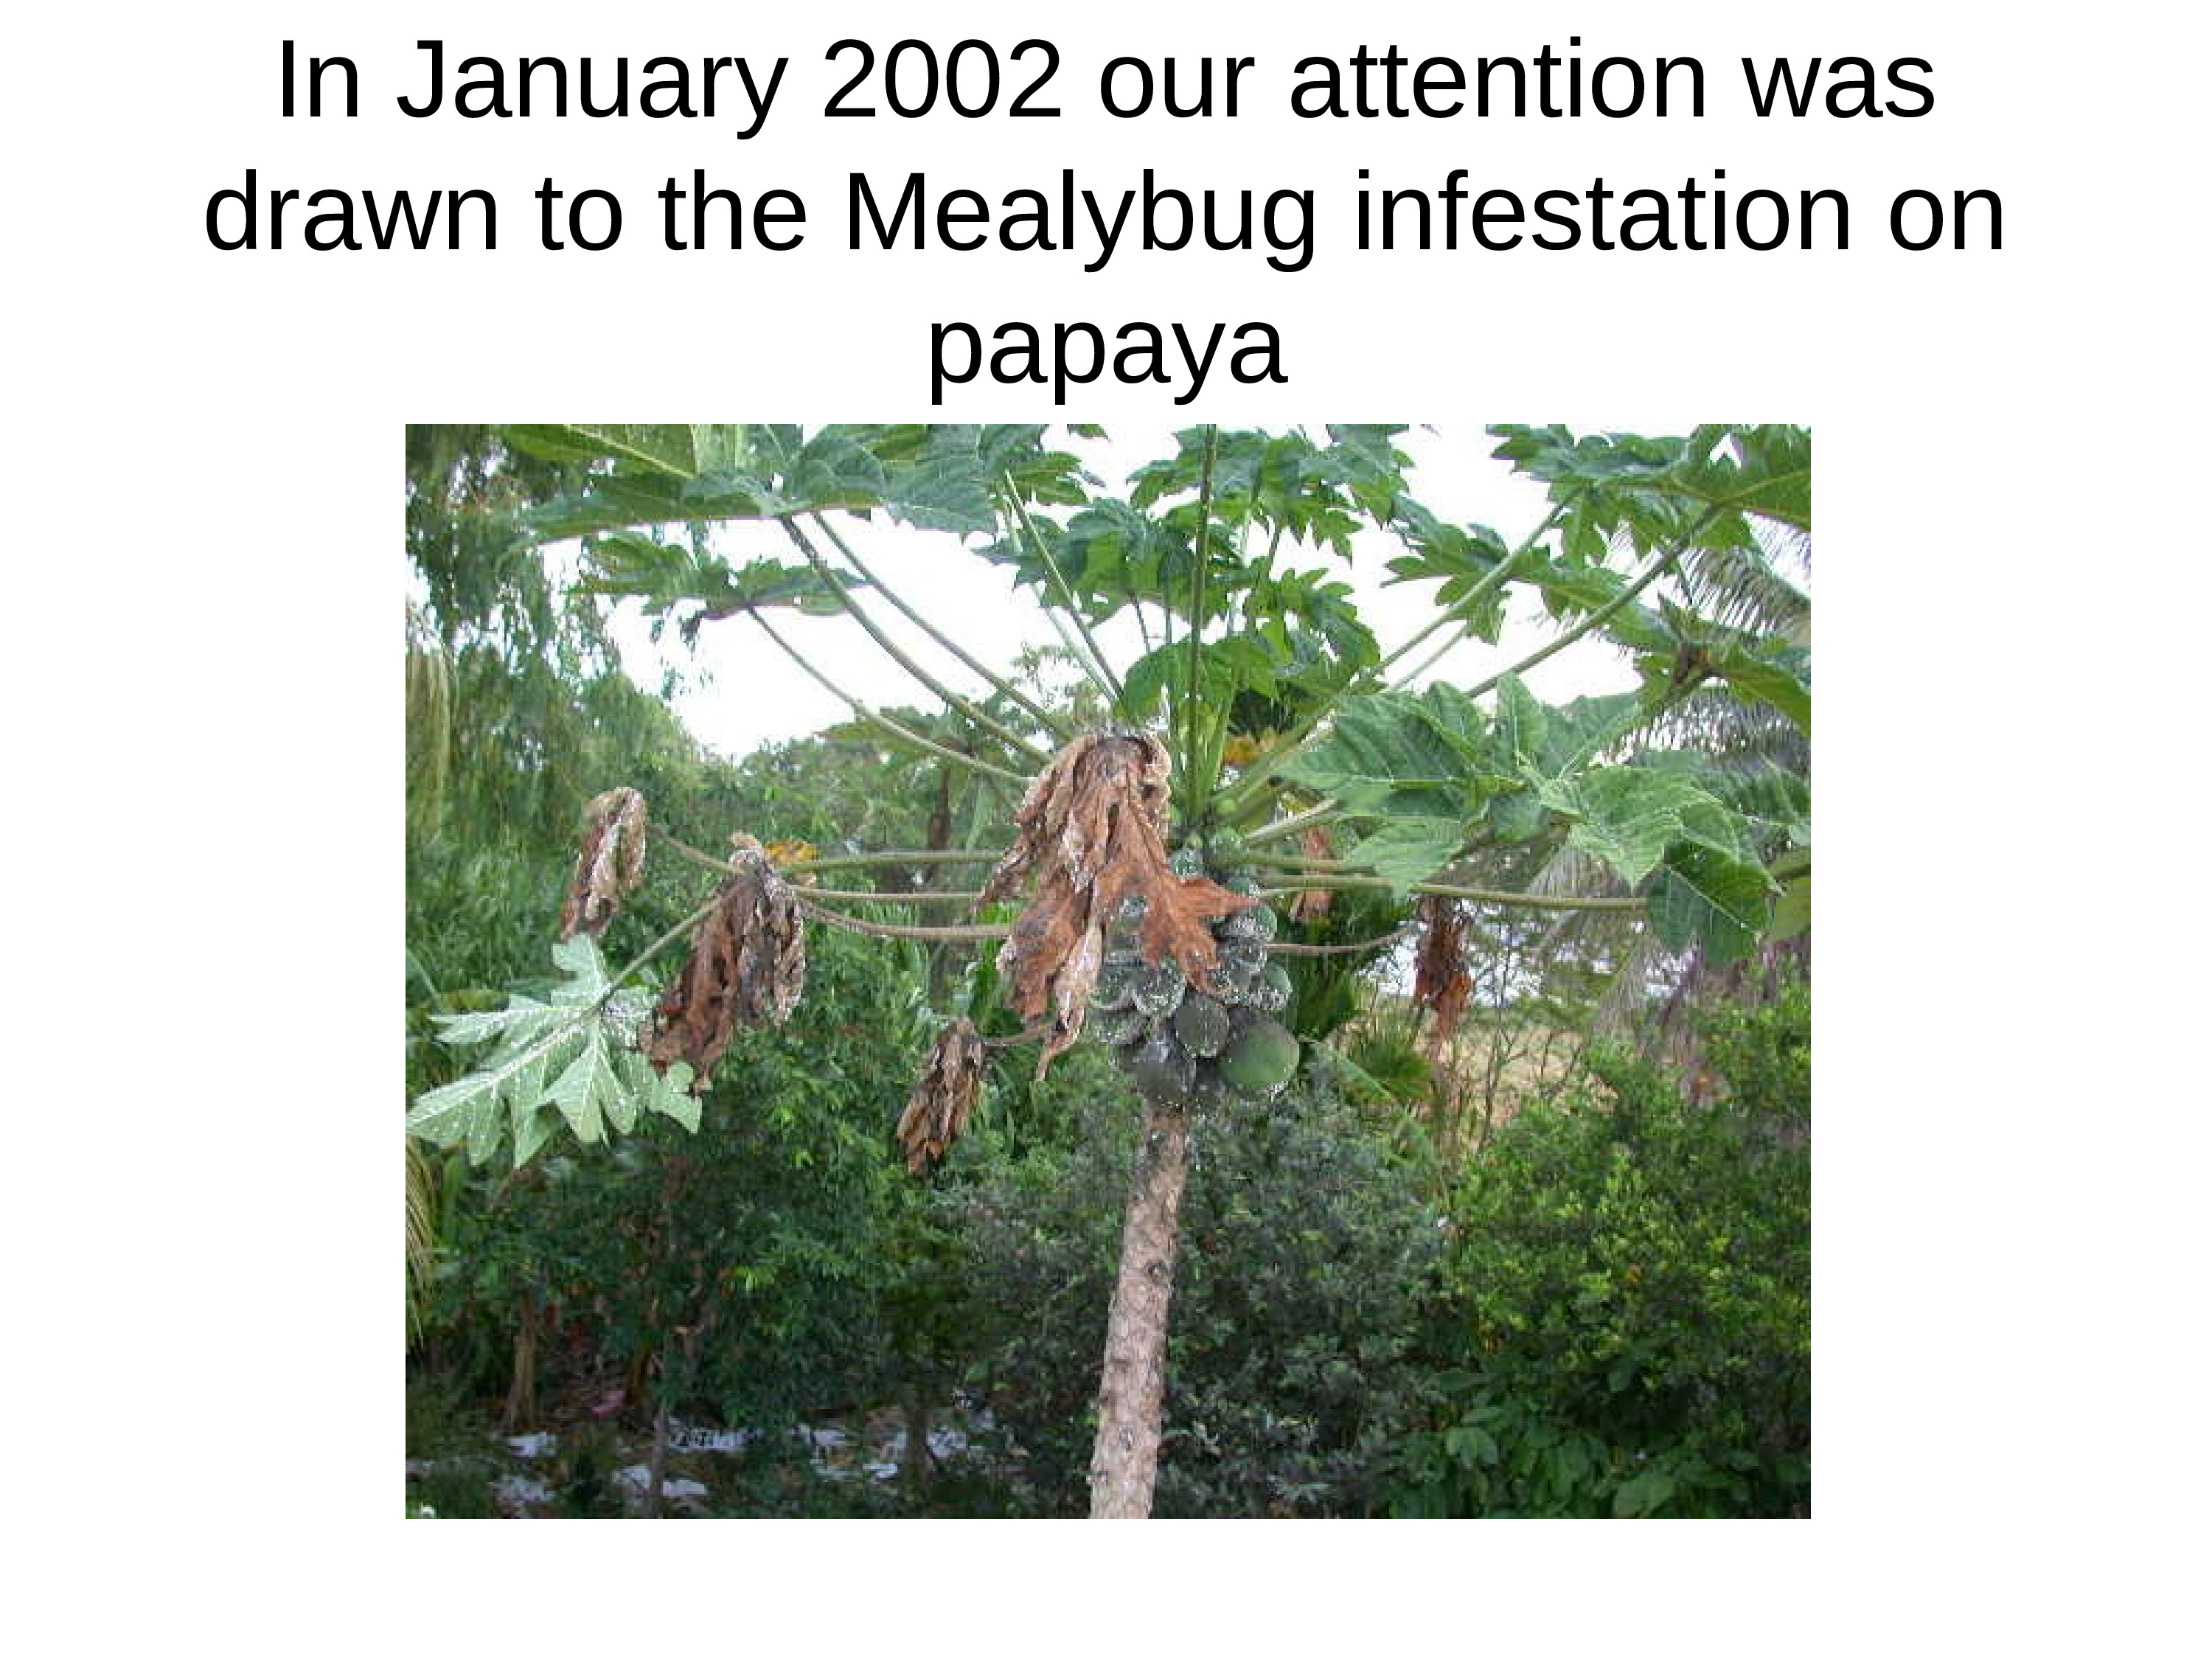 In January 2002 our attention was
drawn to the Mealybug infestation on
papaya